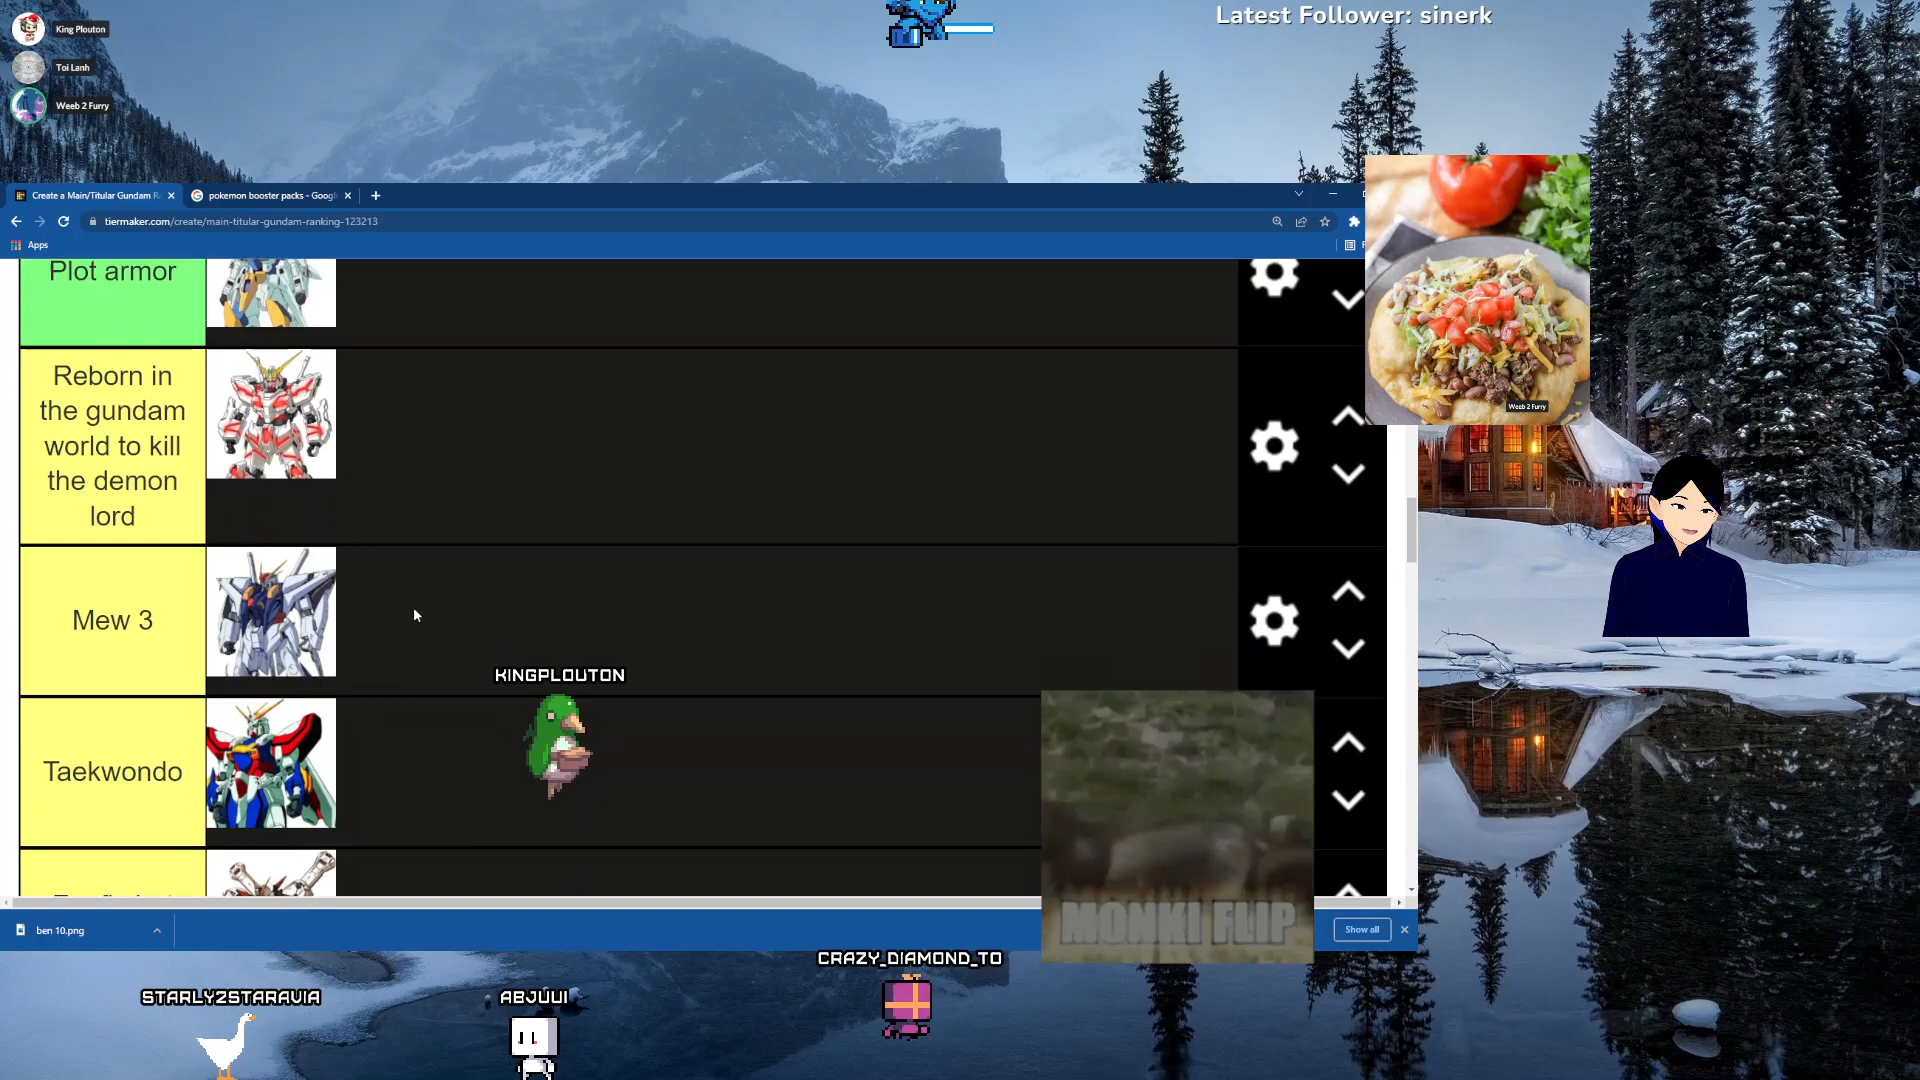 Latest Follower: sinerk
King Plouton
Toi Lanh
Weeb 2 Furry
Create a Main/Titular Gundam R
pokemon booster packs - Googl
tiermaker.com/create/main-titular-gundam-ranking-123213
Apps
Plot armor
Reborn in
the gundam
world to kill
the demon
lord
Mew 3
Taekwondo
Weeb 2 Furry
KINGPLOUTON
MONKI FLIP
ben 10.png
Show all
CRAZY_DIAMOND_TO
STARLYZSTARAVIA
ABJUUI